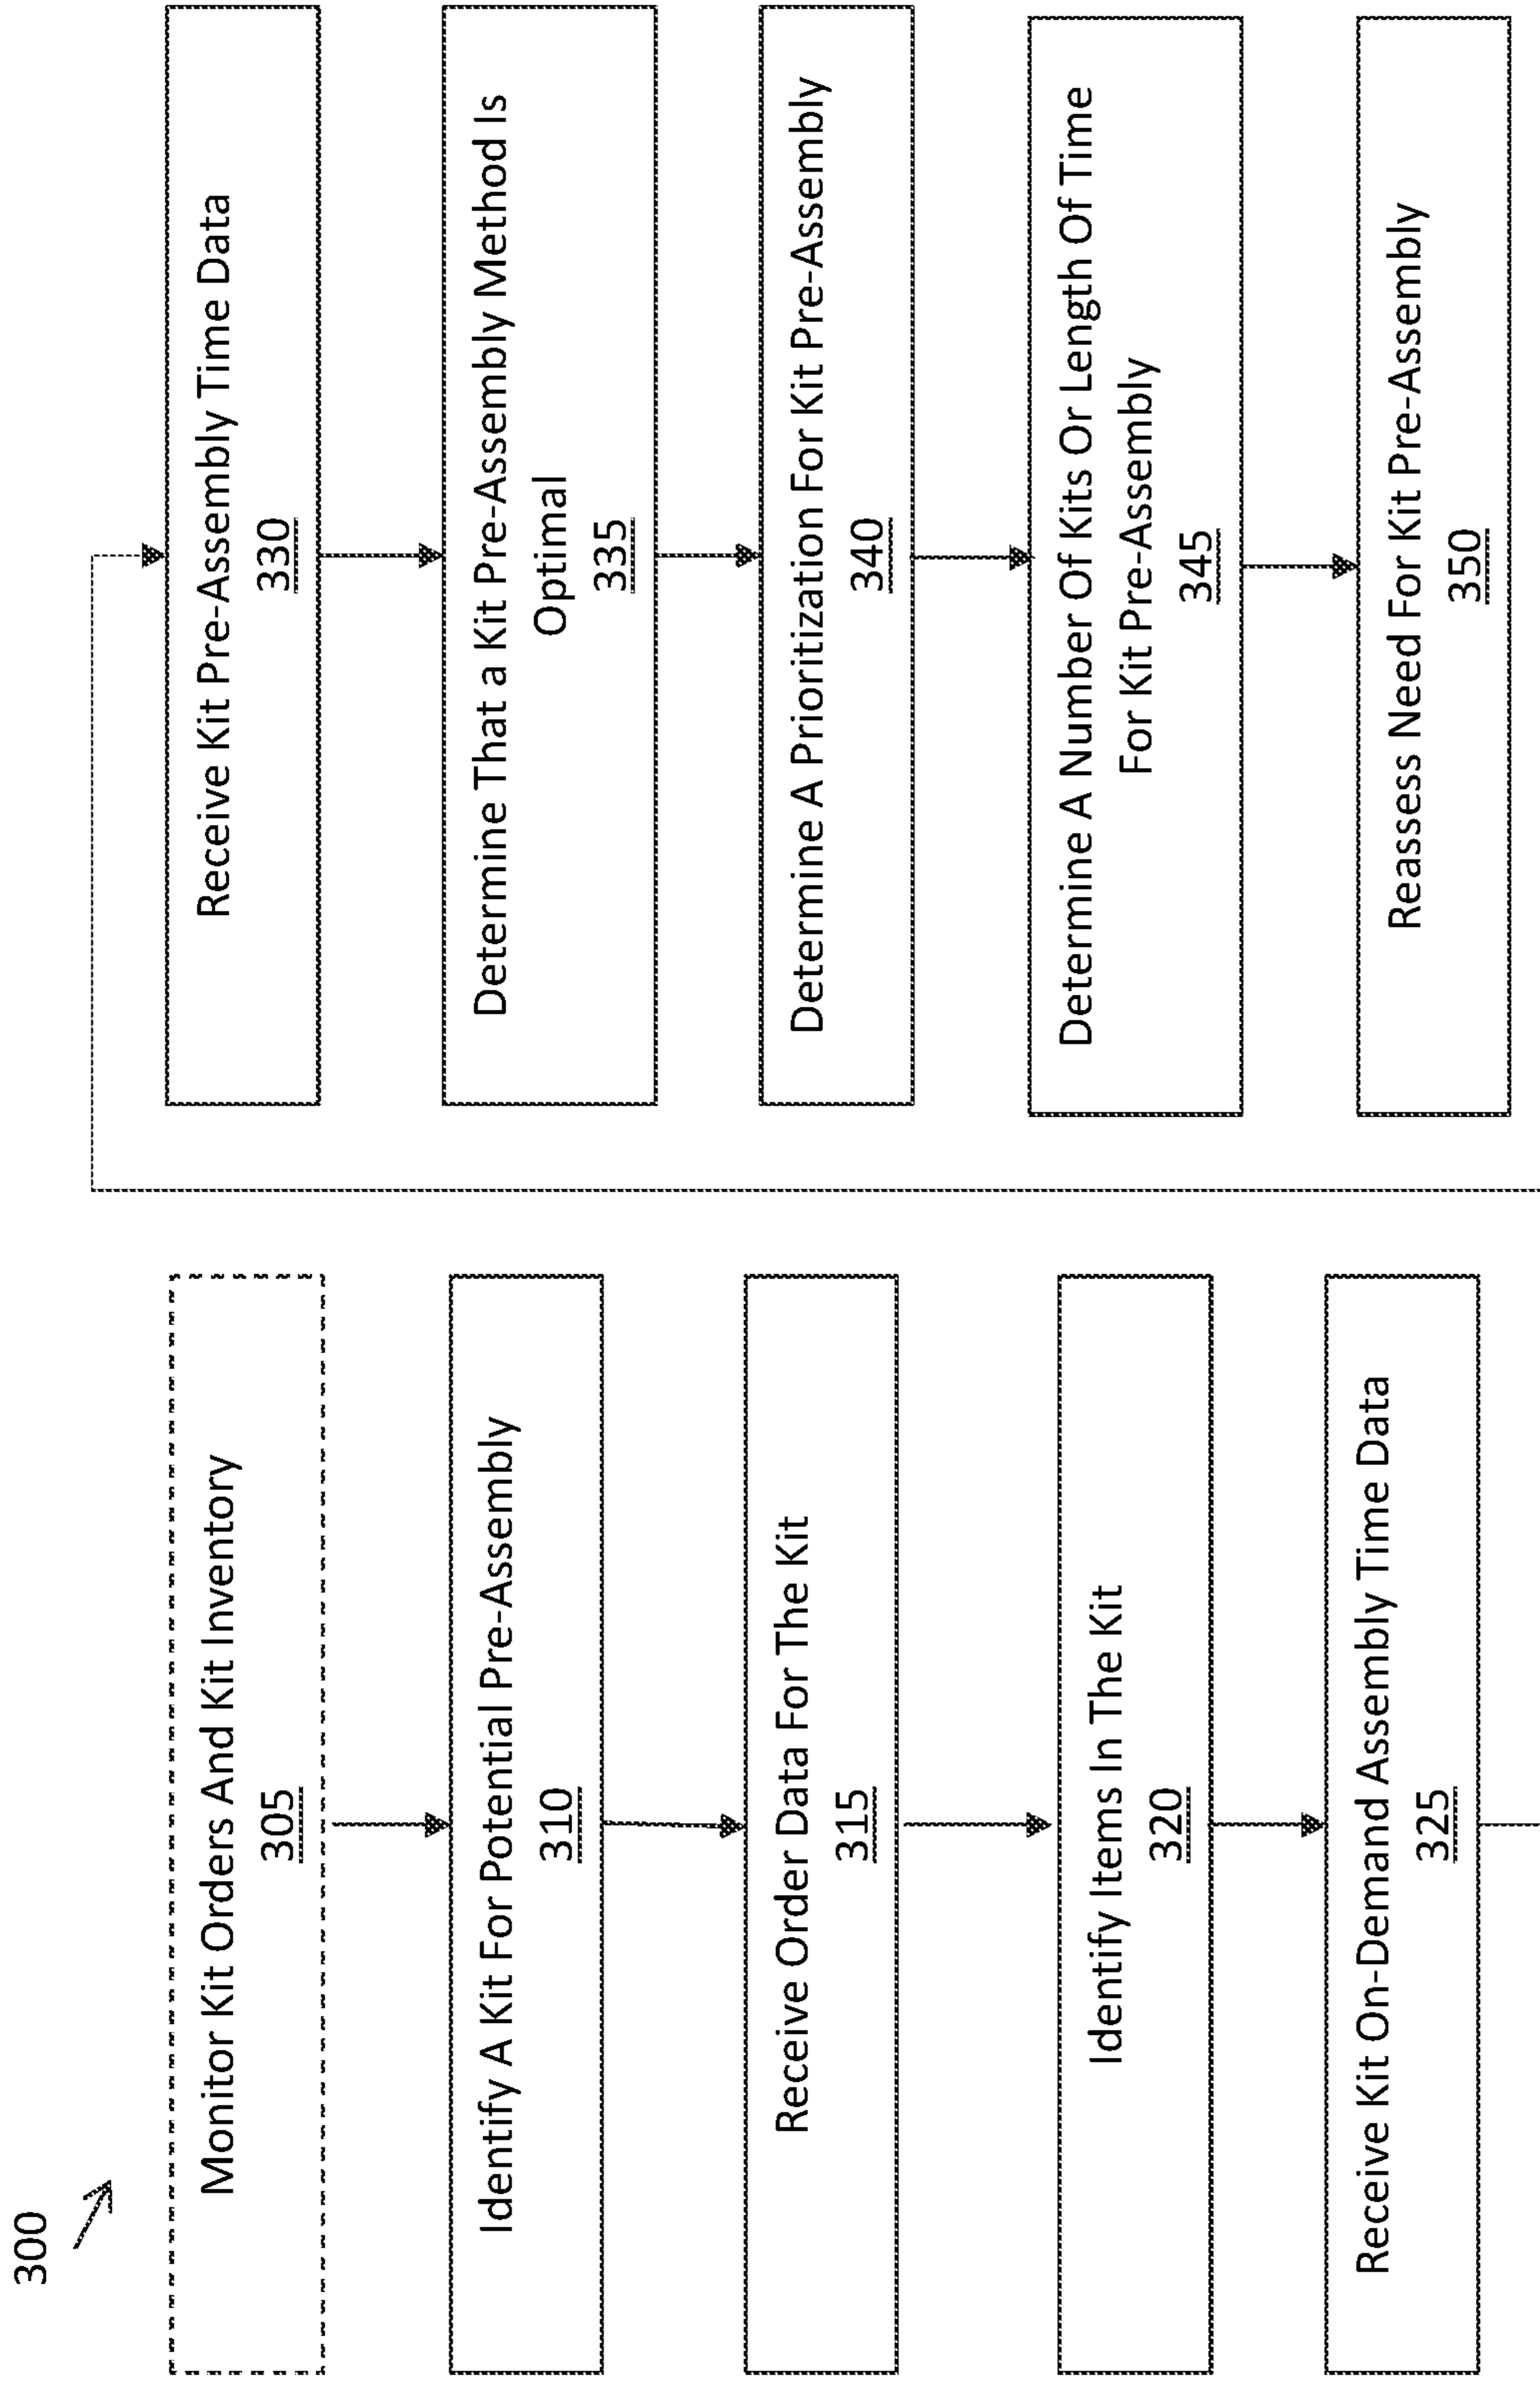 300
Monitor Kit Orders And Kit Inventory
305
Identify A Kit For Potential Pre-Assembly
310
Receive Order Data For The Kit
315
Identify Items In The Kit
320
Receive Kit On-Demand Assembly Time Data
325
Receive Kit Pre-Assembly Time Data
330
Determine That a Kit Pre-Assembly Method Is
Optimal
335
Determine A Prioritization For Kit Pre-Assembly
340
Determine A Number Of Kits Or Length Of Time
For Kit Pre-Assembly
345
Reassess Need For Kit Pre-Assembly
350